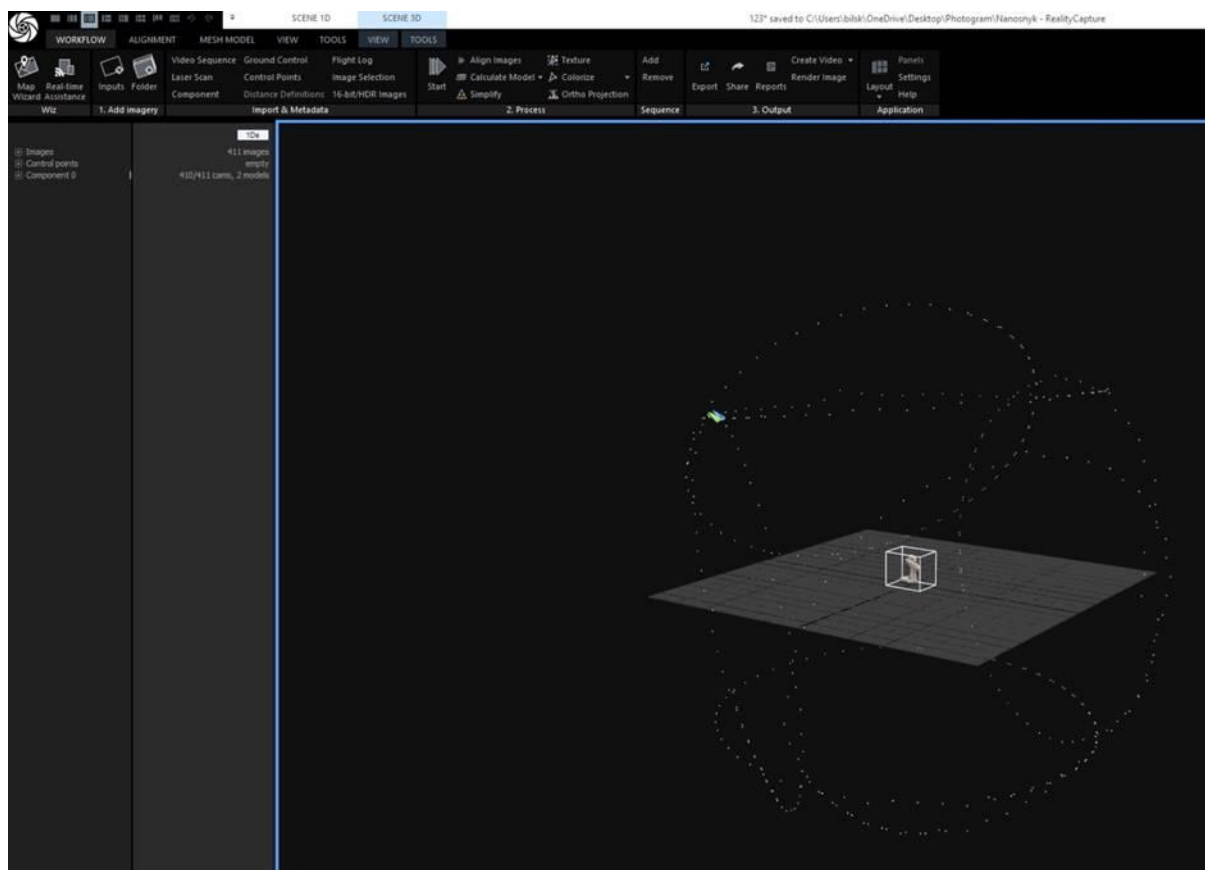 SCENE 1D SCENE 3D 123* saved to C:\Users\bilsk\OneDrive\Desktop\Photogram\Nanosnyk - RealityCapture
WORKFLOW ALIGNMENT MESH MODEL VIEW TOOLS VIEW TOOLS
Video Sequence Ground Control Flight Log Align Images Texture Add Create Video Panels
Laser Scan Control Points Image Selection Calculate Model Colorize Remove Render Image Settings
Map Wizard Real-time Assistance Inputs Folder Start Export Share Reports Layout
Component Distance Definitions 16-bit/HDR Images Simplify Ortho Projection Help
Wiz 1. Add imagery Import & Metadata 2. Process Sequence 3. Output Application
1Ds
Images 411 images
Control points empty
Component 0 410/411 cams, 2 models